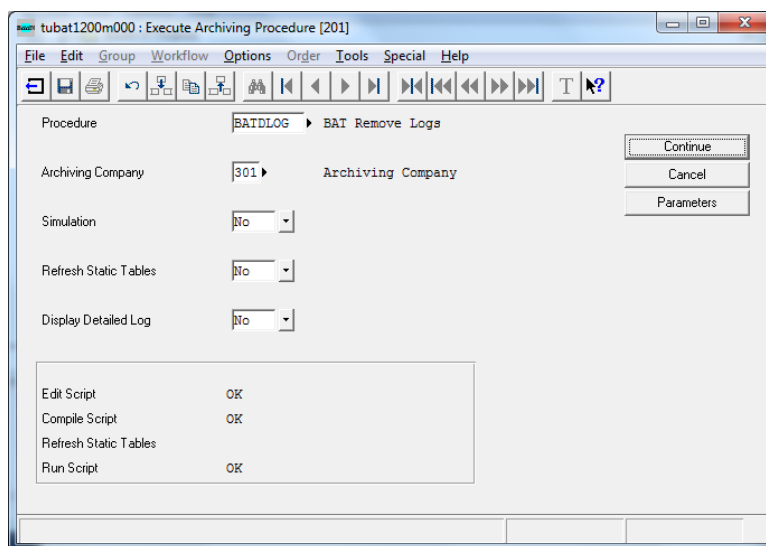 tubat1200m000 : Execute Archiving Procedure [201]
File Edit Group Workflow Options Order Tools Special Help
T ?
Procedure BATDLOG BAT Remove Logs
Continue
Archiving Company 301 Archiving Company
Cancel
Parameters
Simulation No
Refresh Static Tables No
Display Detailed Log No
Edit Script OK
Compile Script OK
Refresh Static Tables
Run Script OK